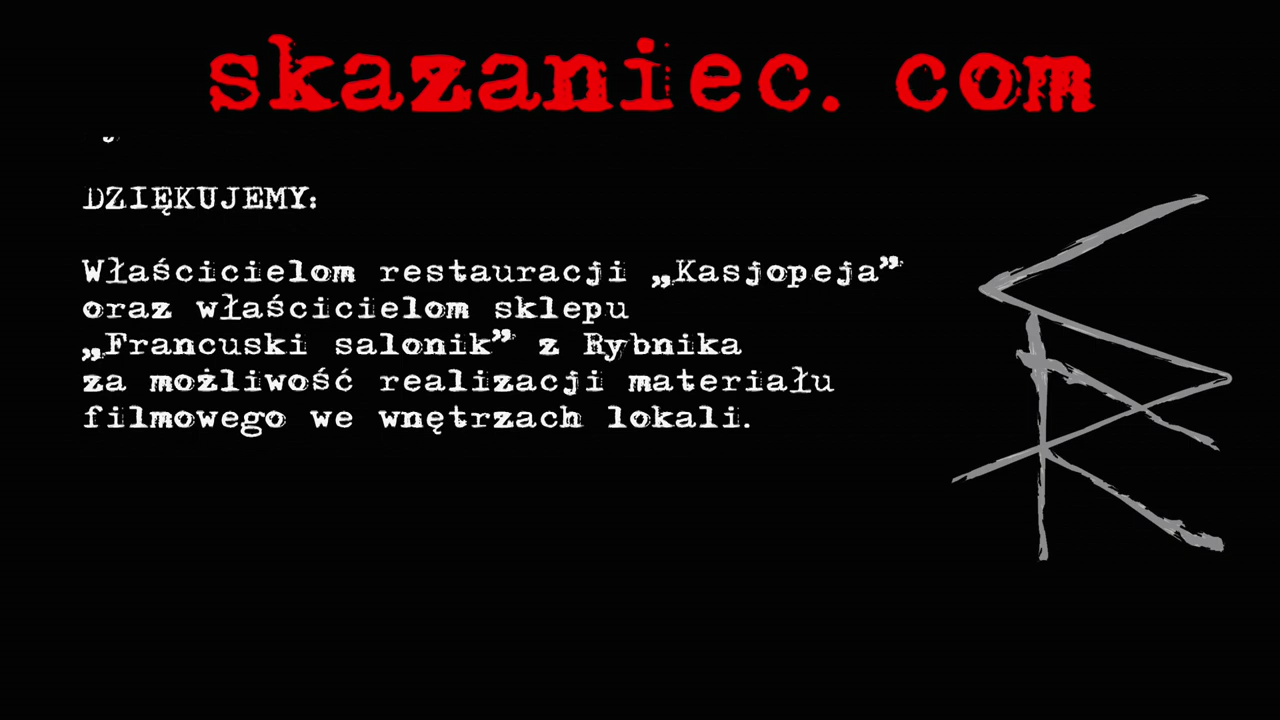 skazaniec. com
DZIĘKUJEMY:
Właścicielom restauracji „Kasjopeja”
oraz właścicielom sklepu
„Francuski salonik” z Rybnika
za możliwość realizacji materiału
filmowego we wnętrzach lokali.